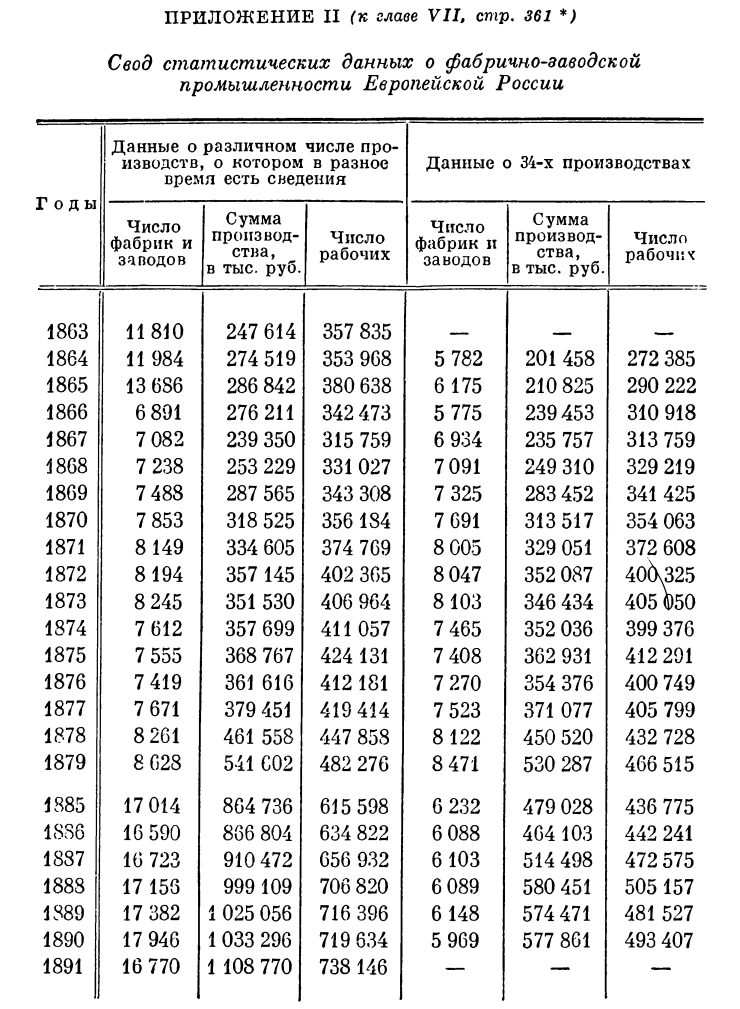 ПРИЛОЖЕНИЕ II (к главе VII, стр. 361 *)
Свод статистических данных о фабрично-заводской
промышленности Европейской России
Годы
Данные о различном числе про-
изводств, о котором в разное
время есть сведения
Данные о 34-х производствах
Число
фабрик и
заводов
Сумма
производ-
ства,
в тыс. руб.
Число
рабочих
Число
фабрик и
заводов
Сумма
производ-
ства,
в тыс. руб.
Число
рабочих
1863 11 810 247 614 357 835 — — —
1864 11 984 274 519 353 968 5 782 201 458 272 385
1865 13 686 286 842 380 638 6 175 210 825 290 222
1866 6 891 276 211 342 473 5 775 239 453 310 918
1867 7 082 239 350 315 759 6 934 235 757 313 759
1868 7 238 253 229 331 027 7 091 249 310 329 219
1869 7 488 287 565 343 308 7 325 283 452 341 425
1870 7 853 318 525 356 184 7 691 313 517 354 063
1871 8 149 334 605 374 769 8 005 329 051 372 608
1872 8 194 357 145 402 365 8 047 352 087 400 325
1873 8 245 351 530 406 964 8 103 346 434 405 050
1874 7 612 357 699 411 057 7 465 352 036 399 376
1875 7 555 368 767 424 131 7 408 362 931 412 291
1876 7 419 361 616 412 181 7 270 354 376 400 749
1877 7 671 379 451 419 414 7 523 371 077 405 799
1878 8 261 461 558 447 858 8 122 450 520 432 728
1879 8 628 541 602 482 276 8 471 530 287 466 515
1885 17 014 864 736 615 598 6 232 479 028 436 775
1886 16 590 866 804 634 822 6 088 464 103 442 241
1887 16 723 910 472 656 932 6 103 514 498 472 575
1888 17 156 999 109 706 820 6 089 580 451 505 157
1889 17 382 1 025 056 716 396 6 148 574 471 481 527
1890 17 946 1 033 296 719 634 5 969 577 861 493 407
1891 16 770 1 108 770 738 146 — — —